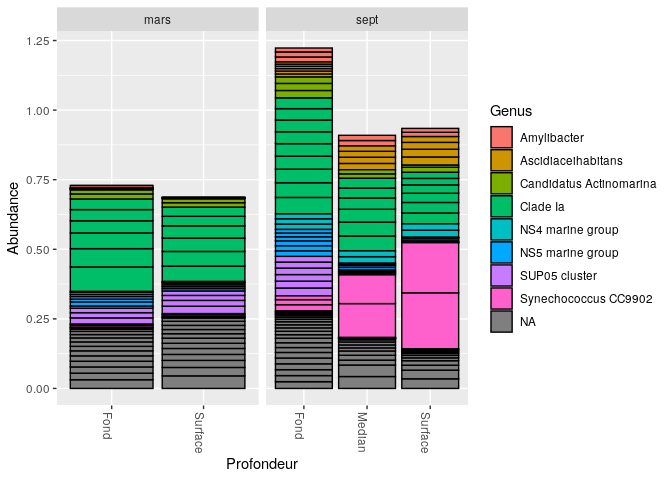 mars
sept
Abundance
1.25
1.00
0.75
0.50
0.25
0.00
Fond
Surface
Fond
Median
Surface
Profondeur
Genus
Amylibacter
Ascidiaceihabitans
Candidatus Actinomarina
Clade Ia
NS4 marine group
NS5 marine group
SUP05 cluster
Synechococcus CC9902
NA